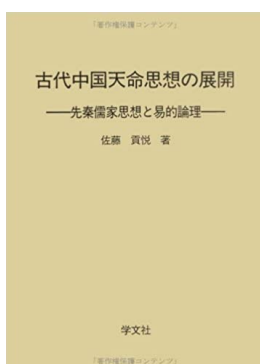 「著作権保護コンテンツ」
古代中国天命思想の展開
──先秦儒家思想と易的論理──
佐藤 貢悦 著
学文社
「著作権保護コンテンツ」